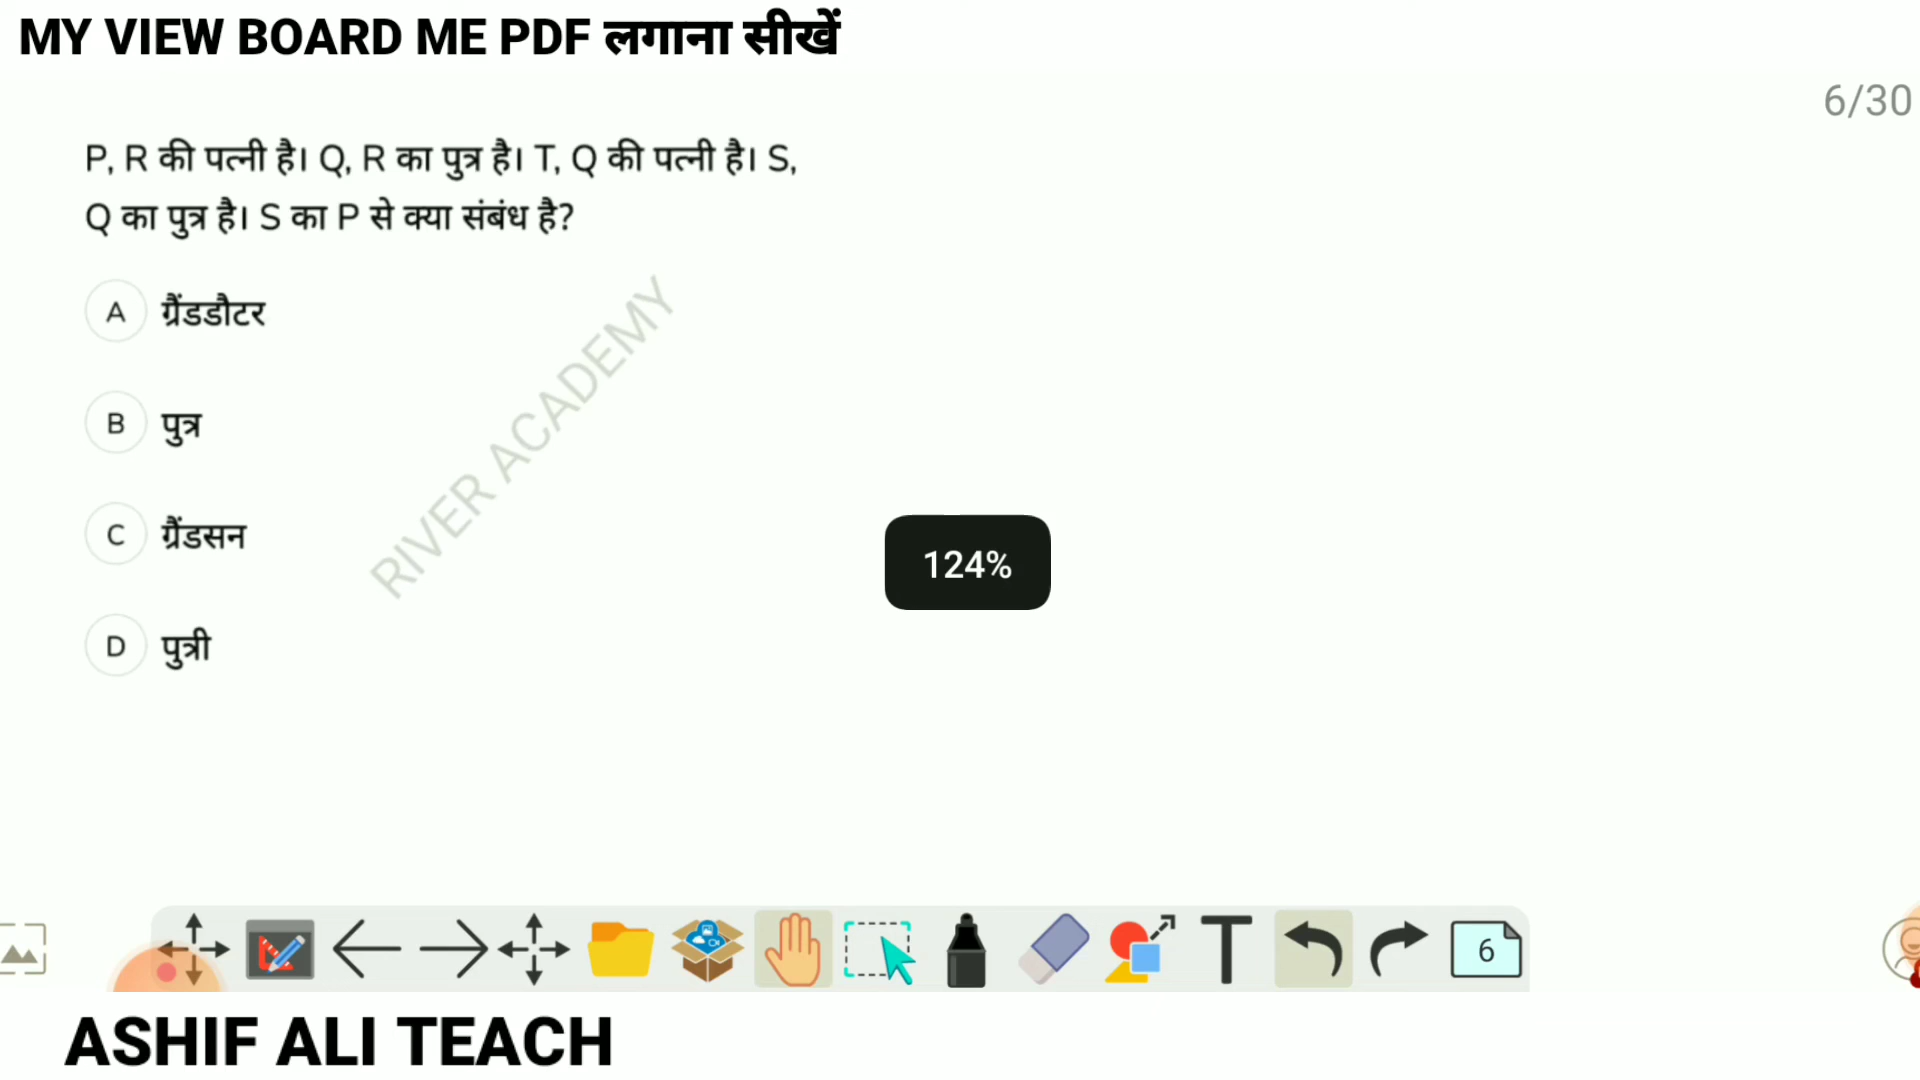 MY VIEW BOARD ME PDF लगाना सीखें
6/30
P, R की पत्नी है। Q, R का पुत्र है। T, Q की पत्नी है। S,
Q का पुत्र है। S का P से क्या संबंध है?
A ग्रैंडडौटर
B पुत्र
C ग्रैंडसन
D पुत्री
RIVER ACADEMY
124%
T
6
ASHIF ALI TEACH